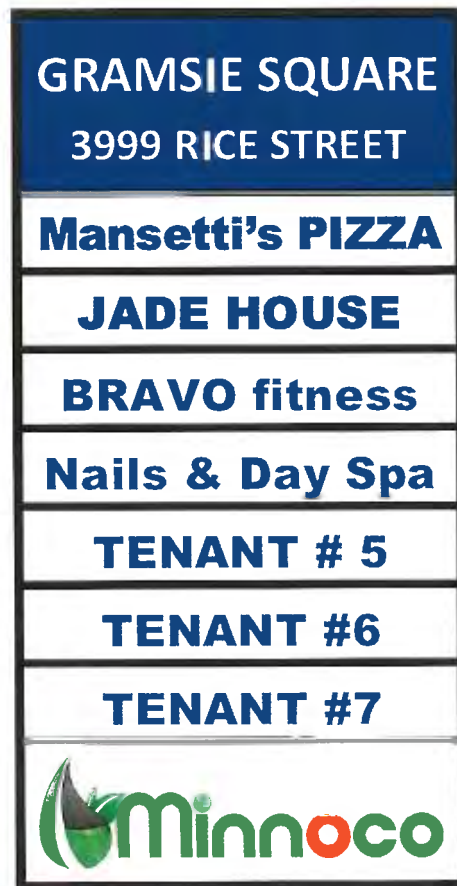 GRAMSIE SQUARE
3999 RICE STREET
Mansetti's PIZZA
JADE HOUSE
BRAVO fitness
Nails & Day Spa
TENANT # 5
TENANT #6
TENANT #7
Minnoco